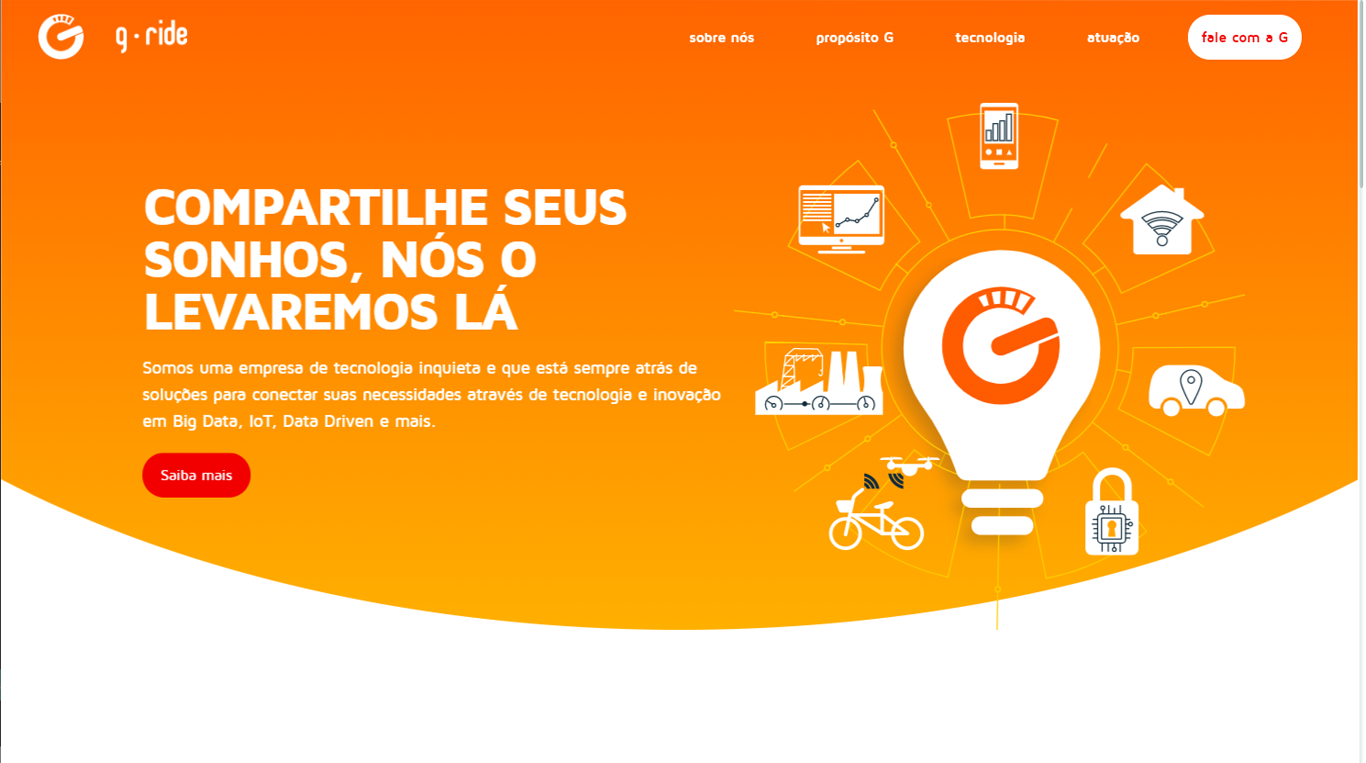 g·ride
sobre nós
propósito G
tecnologia
atuação
fale com a G
COMPARTILHE SEUS
SONHOS, NÓS O
LEVAREMOS LÁ
Somos uma empresa de tecnologia inquieta e que está sempre atrás de
soluções para conectar suas necessidades através de tecnologia e inovação
em Big Data, IoT, Data Driven e mais.
Saiba mais